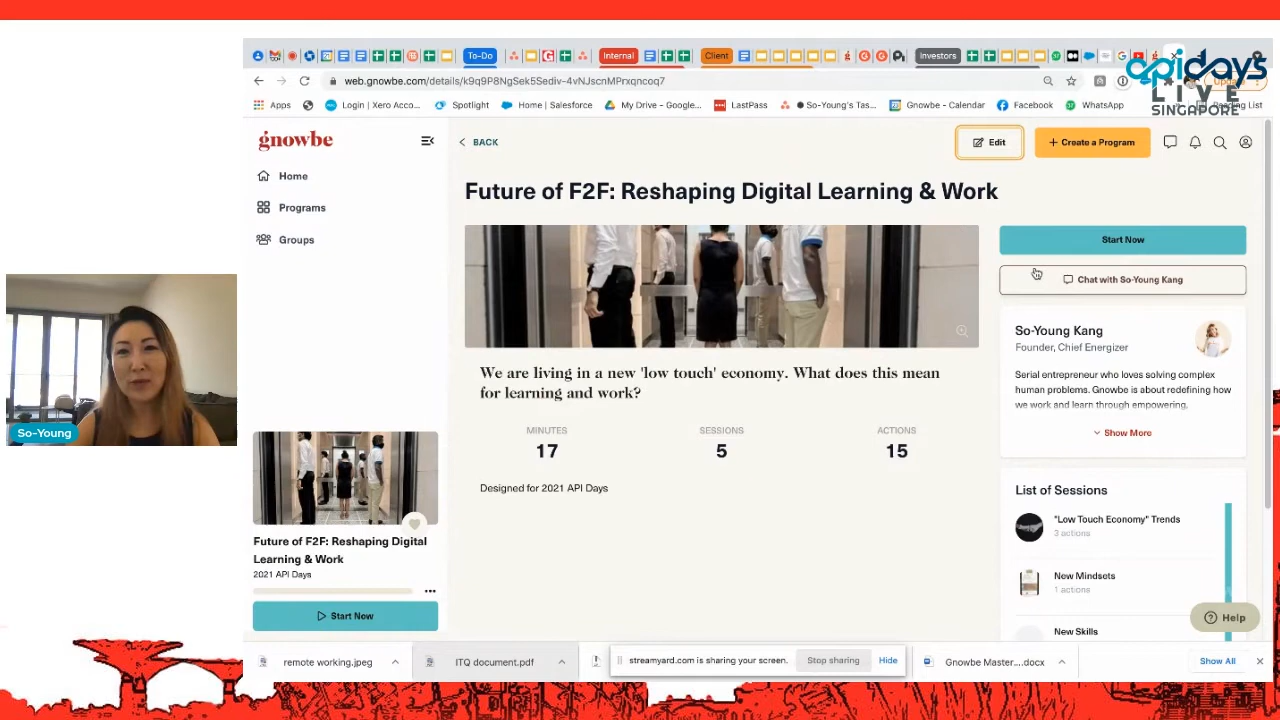 To-Do
Internal
Client
Investors
apidays
LIVE
SINGAPORE
web.gnowbe.com/details/k9q9P8NgSek5Sensv-4vNJscnMPrxqncoq7
Apps
Login | Xero Acco...
Spotlight
Home | Salesforce
My Drive – Google...
LastPass
So-Young's Tas...
Gnowbe - Calendar
Facebook
WhatsApp
Reading List
gnowbe
BACK
Edit
+ Create a Program
Home
Programs
Groups
Future of F2F: Reshaping Digital Learning & Work
Start Now
Chat with So-Young Kang
So-Young Kang
Founder, Chief Energizer
Serial entrepreneur who loves solving complex
human problems. Gnowbe is about redefining how
we work and learn through empowering,
Show More
We are living in a new 'low touch' economy. What does this mean
for learning and work?
MINUTES
17
SESSIONS
5
ACTIONS
15
Designed for 2021 API Days
List of Sessions
"Low Touch Economy" Trends
3 actions
New Mindsets
1 actions
New Skills
Help
So-Young
Future of F2F: Reshaping Digital
Learning & Work
2021 API Days
Start Now
remote working.jpeg
ITQ document.pdf
streamyard.com is sharing your screen.
Stop sharing
Hide
Gnowbe Master....docx
Show All